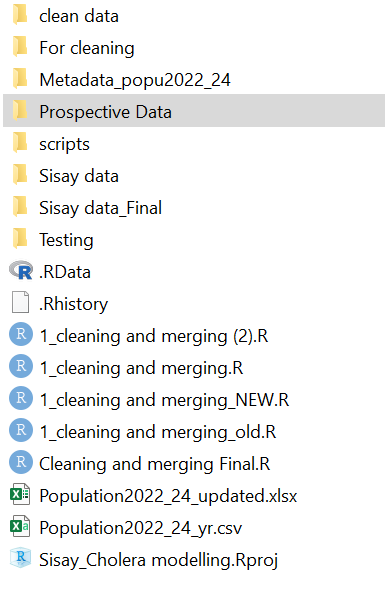 clean data
For cleaning
Metadata_popu2022_24
Prospective Data
scripts
Sisay data
Sisay data_Final
Testing
.RData
.Rhistory
1_cleaning and merging (2).R
1_cleaning and merging.R
1_cleaning and merging_NEW.R
1_cleaning and merging_old.R
Cleaning and merging Final.R
Population2022_24_updated.xlsx
Population2022_24_yr.csv
Sisay_Cholera modelling.Rproj